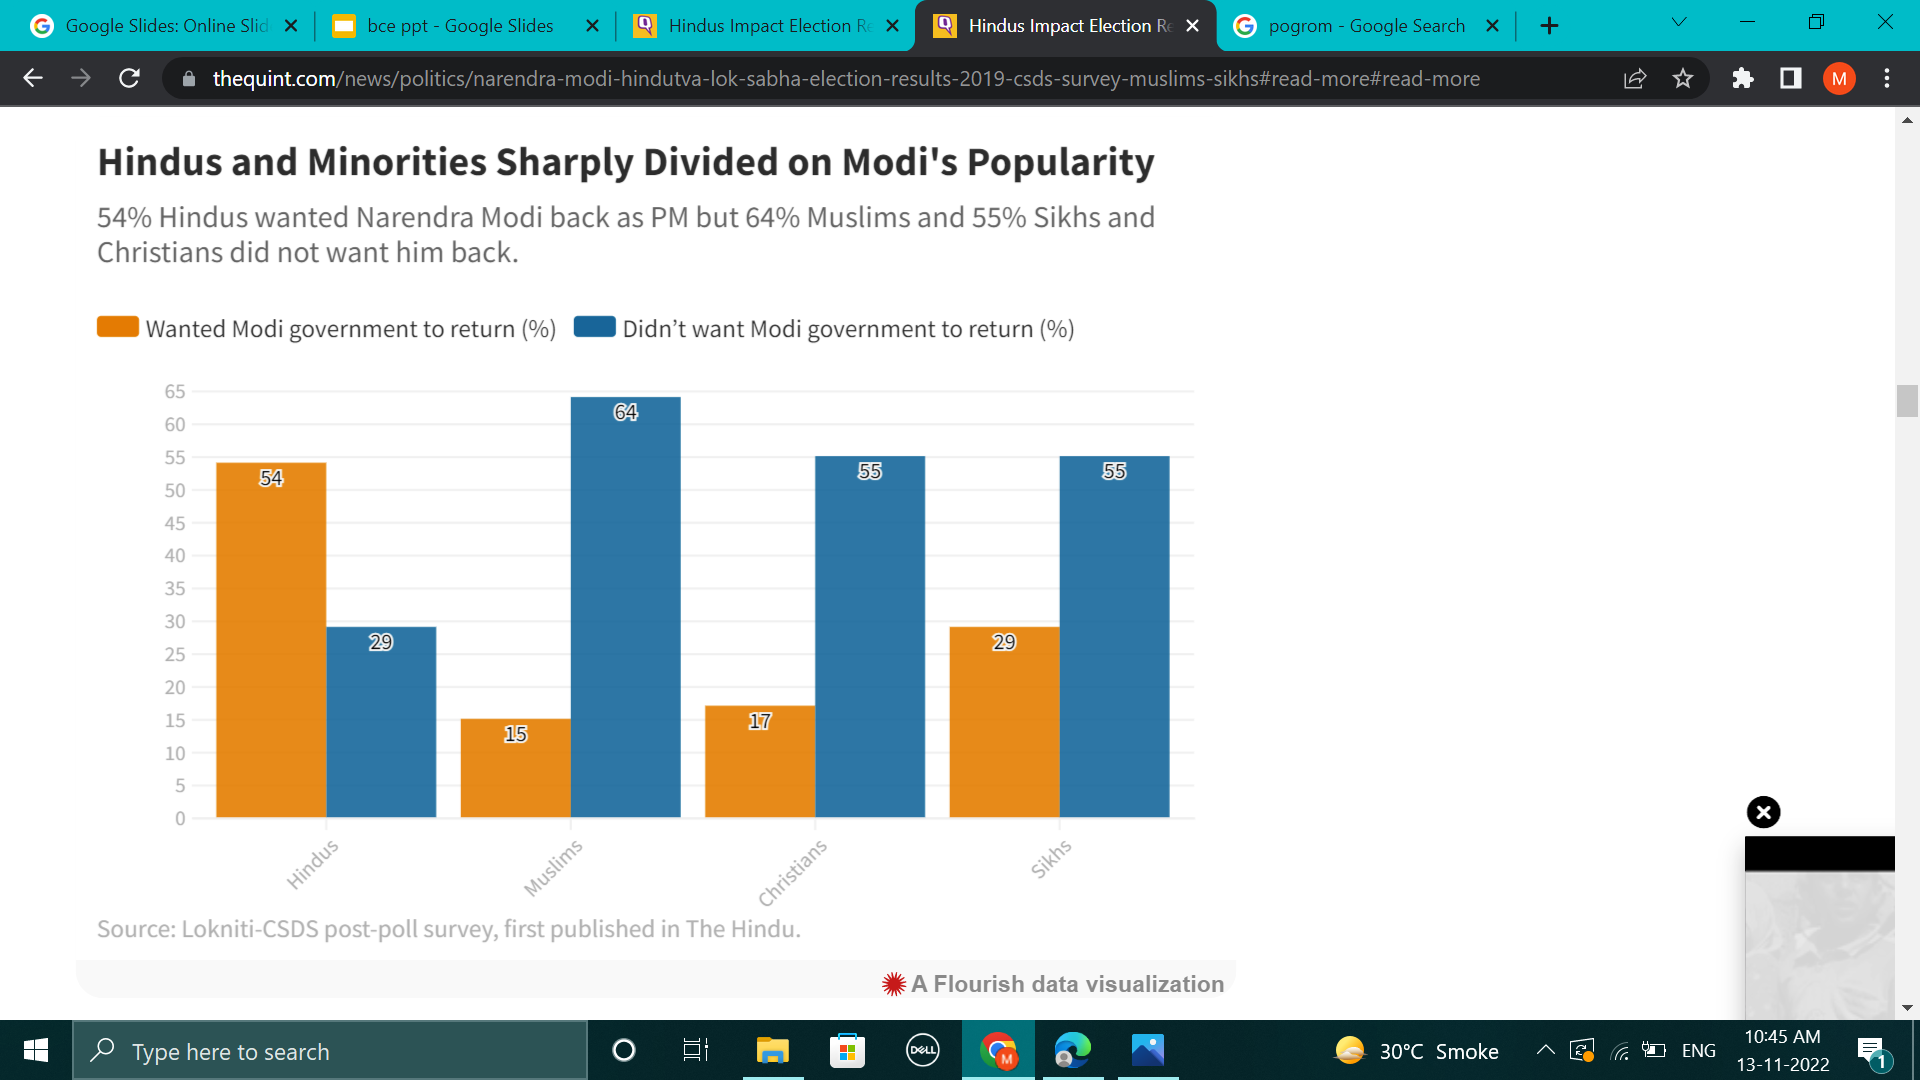 Google Slides: Online Slid
bce ppt - Google Slides
Hindus Impact Election Re
Hindus Impact Election Re
pogrom - Google Search
thequint.com/news/politics/narendra-modi-hindutva-lok-sabha-election-results-2019-csds-survey-muslims-sikhs#read-more#read-more
M
Hindus and Minorities Sharply Divided on Modi's Popularity
54% Hindus wanted Narendra Modi back as PM but 64% Muslims and 55% Sikhs and
Christians did not want him back.
Wanted Modi government to return (%)
Didn't want Modi government to return (%)
65
60
55
50
45
40
35
30
25
20
15
10
5
0
54
29
15
64
17
55
29
55
Hindus
Muslims
Christians
Sikhs
Source: Lokniti-CSDS post-poll survey, first published in The Hindu.
A Flourish data visualization
Type here to search
DELL
M
30°C Smoke
ENG
10:45 AM
13-11-2022
1